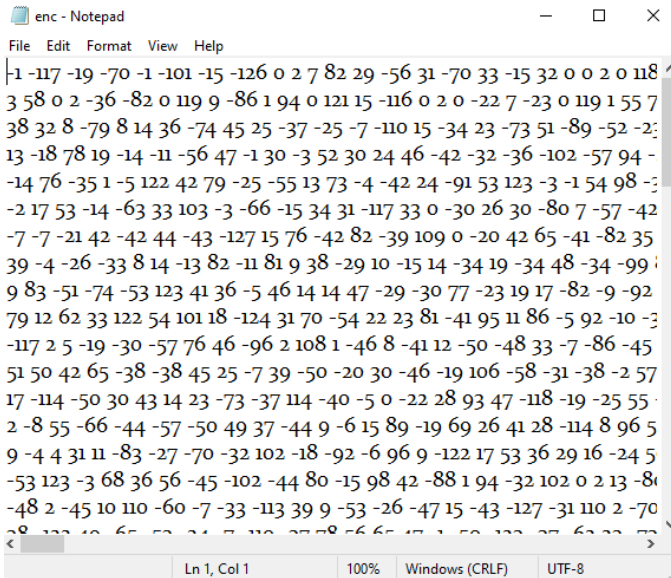 enc - Notepad
File Edit Format View Help
-1 -117 -19 -70 -1 -101 -15 -126 0 2 7 82 29 -56 31 -70 33 -15 32 0 0 2 0 118
3 58 0 2 -36 -82 0 119 9 -86 1 94 0 121 15 -116 0 2 0 -22 7 -23 0 119 1 55 7
38 32 8 -79 8 14 36 -74 45 25 -37 -25 -7 -110 15 -34 23 -73 51 -89 -52 -23
13 -18 78 19 -14 -11 -56 47 -1 30 -3 52 30 24 46 -42 -32 -36 -102 -57 94 -
-14 76 -35 1 -5 122 42 79 -25 -55 13 73 -4 -42 24 -91 53 123 -3 -1 54 98
-2 17 53 -14 -63 33 103 -3 -66 -15 34 31 -117 33 0 -30 26 30 -80 7 -57 -42
-7 -7 -21 42 -42 44 -43 -127 15 76 -42 82 -39 109 0 -20 42 65 -41 -82 35
39 -4 -26 -33 8 14 -13 82 -11 81 9 38 -29 10 -15 14 -34 19 -34 48 -34 -99
9 83 -51 -74 -53 123 41 36 -5 46 14 14 47 -29 -30 77 -23 19 17 -82 -9 -92
79 12 62 33 122 54 101 18 -124 31 70 -54 22 23 81 -41 95 11 86 -5 92 -10
-117 2 5 -19 -30 -57 76 46 -96 2 108 1 -46 8 -41 12 -50 -48 33 -7 -86 -45
51 50 42 65 -38 -38 45 25 -7 39 -50 -20 30 -46 -19 106 -58 -31 -38 -2 57
17 -114 -50 30 43 14 23 -73 -37 114 -40 -5 0 -22 28 93 47 -118 -19 -25 55
2 -8 55 -66 -44 -57 -50 49 37 -44 9 -6 15 89 -19 69 26 41 28 -114 8 96 5
9 -4 4 31 11 -83 -27 -70 -32 102 -18 -92 -6 96 9 -122 17 53 36 29 16 -24 5
-53 123 -3 68 36 56 -45 -102 -44 80 -15 98 42 -88 1 94 -32 102 0 2 13
-48 2 -45 10 110 -60 -7 -33 -113 39 9 -53 -26 -47 15 -43 -127 -31 110 2 -70
Ln 1, Col 1 100% Windows (CRLF) UTF-8